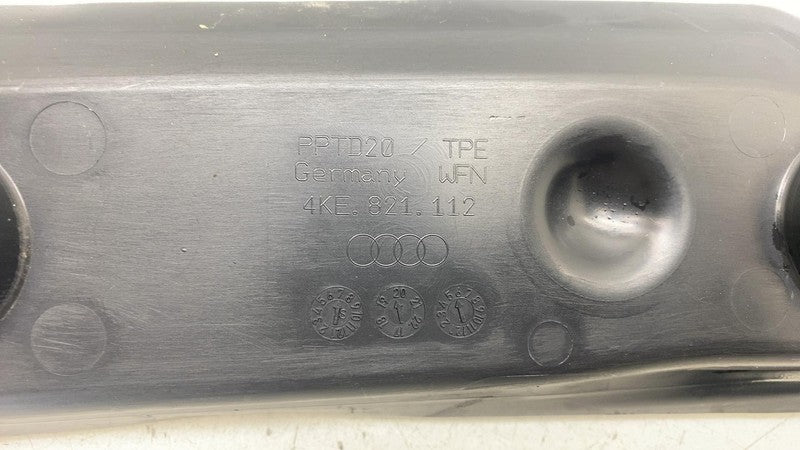 PPTD20 / TPE
Germany WFN
4KE.821.112